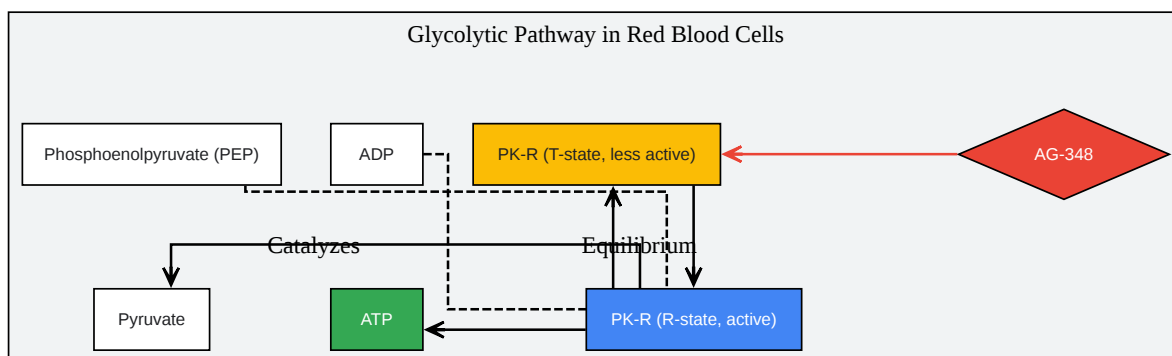 Glycolytic Pathway in Red Blood Cells
Phosphoenolpyruvate (PEP)
ADP
PK-R (T-state, less active)
AG-348
Catalyzes
Equilibrium
Pyruvate
ATP
PK-R (R-state, active)